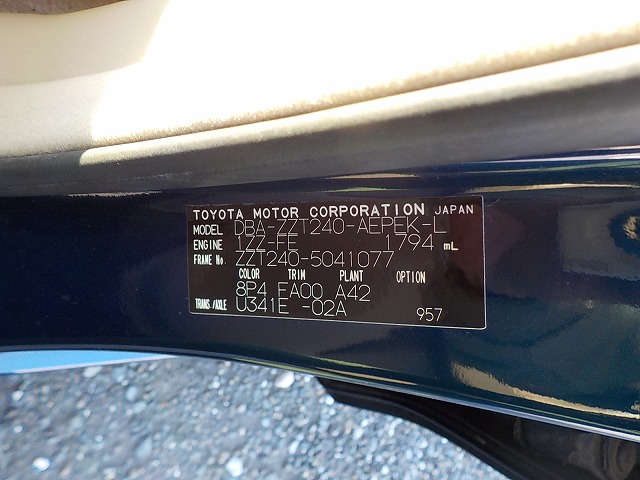 TOYOTA MOTOR CORPORATION JAPAN
MODEL DBA-ZZT240-AEPEK-L
ENGINE 1ZZ-FE 1794 mL
FRAME No. ZZT240-5041077
COLOR TRIM PLANT OPTION
8P4 FA00 A42
TRANS./AXLE U341E -02A 957